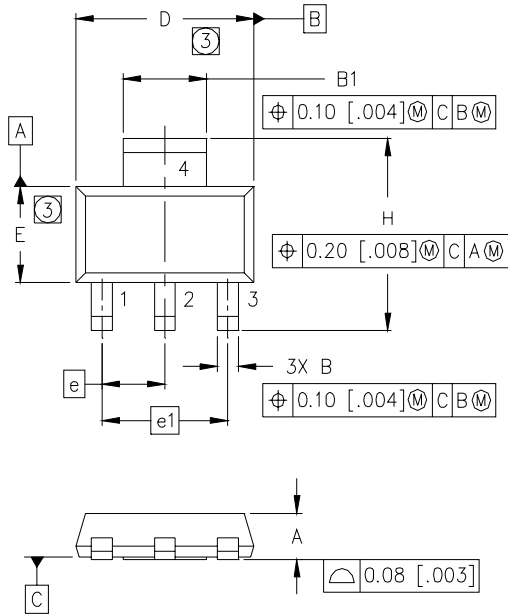 D
B
3
B1
⌖ 0.10 [.004] Ⓜ C B Ⓜ
A
4
3
E
H
⌖ 0.20 [.008] Ⓜ C A Ⓜ
1 2 3
3X B
e
⌖ 0.10 [.004] Ⓜ C B Ⓜ
e1
A
C
⌓ 0.08 [.003]